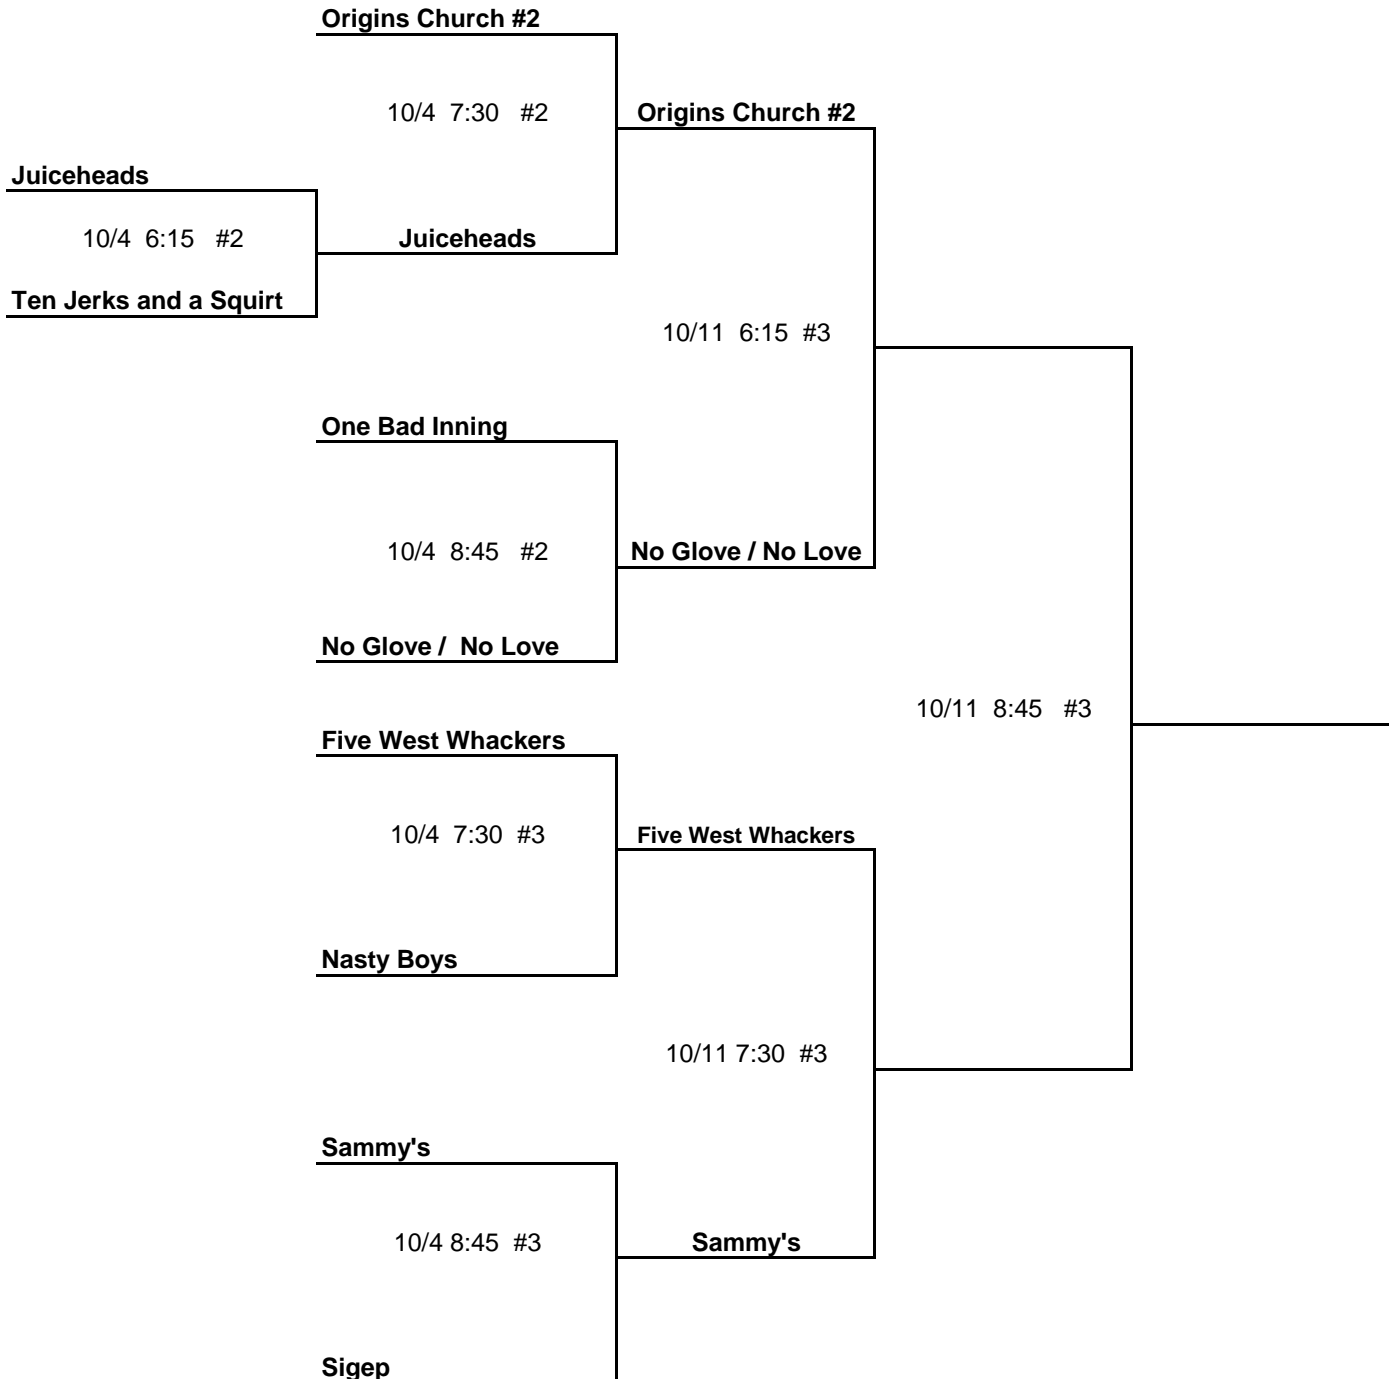 Origins Church #2
10/4 7:30 #2
Origins Church #2
Juiceheads
10/4 6:15 #2
Juiceheads
Ten Jerks and a Squirt
10/11 6:15 #3
One Bad Inning
10/4 8:45 #2
No Glove / No Love
No Glove / No Love
10/11 8:45 #3
Five West Whackers
10/4 7:30 #3
Five West Whackers
Nasty Boys
10/11 7:30 #3
Sammy's
10/4 8:45 #3
Sammy's
Sigep